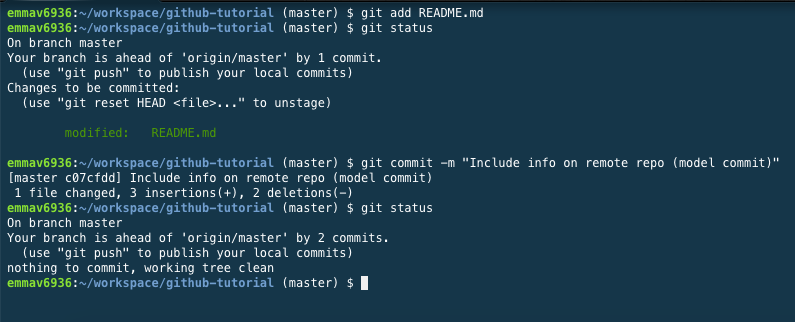 emmav6936:~/workspace/github-tutorial (master) $ git add README.md
emmav6936:~/workspace/github-tutorial (master) $ git status
On branch master
Your branch is ahead of 'origin/master' by 1 commit.
  (use "git push" to publish your local commits)
Changes to be committed:
  (use "git reset HEAD <file>..." to unstage)

        modified:   README.md

emmav6936:~/workspace/github-tutorial (master) $ git commit -m "Include info on remote repo (model commit)"
[master c07cfdd] Include info on remote repo (model commit)
 1 file changed, 3 insertions(+), 2 deletions(-)
emmav6936:~/workspace/github-tutorial (master) $ git status
On branch master
Your branch is ahead of 'origin/master' by 2 commits.
  (use "git push" to publish your local commits)
nothing to commit, working tree clean
emmav6936:~/workspace/github-tutorial (master) $